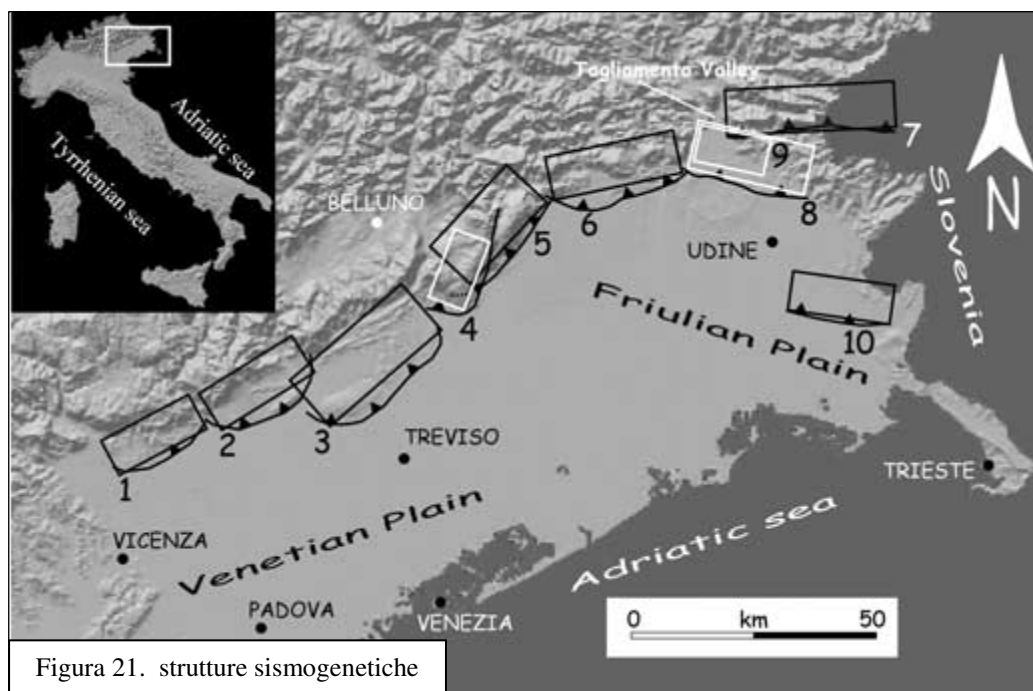 Adriatic sea
Tyrrhenian sea
Tagliamento Valley
BELLUNO
7
9
8
6
5
4
UDINE
Slovenia
N
Friulian Plain
10
3
2
1
TREVISO
TRIESTE
VICENZA
Venetian Plain
Adriatic sea
PADOVA
VENEZIA
0 km 50
Figura 21. strutture sismogenetiche